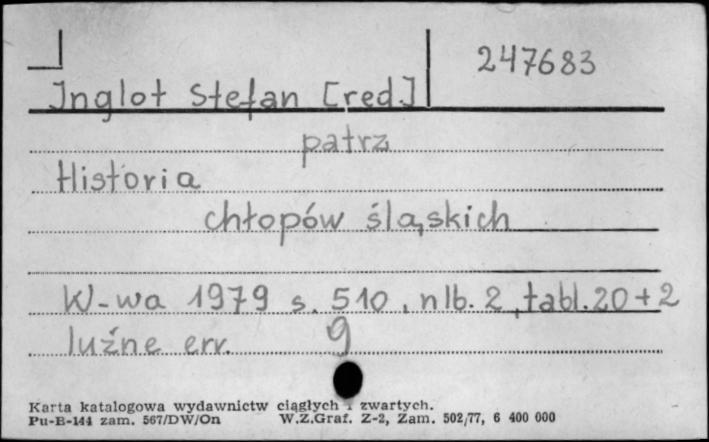 247683
Inglot Stefan [red]
patrz
Historia
chłopów śląskich
W-wa 1979 s. 510, nlb. 2, tabl. 20+2
luźne err. g
Karta katalogowa wydawnictw ciągłych i zwartych.
Pu-B-144 zam. 567/DW/On W.Z.Graf. Z-2, Zam. 502/77, 6 400 000